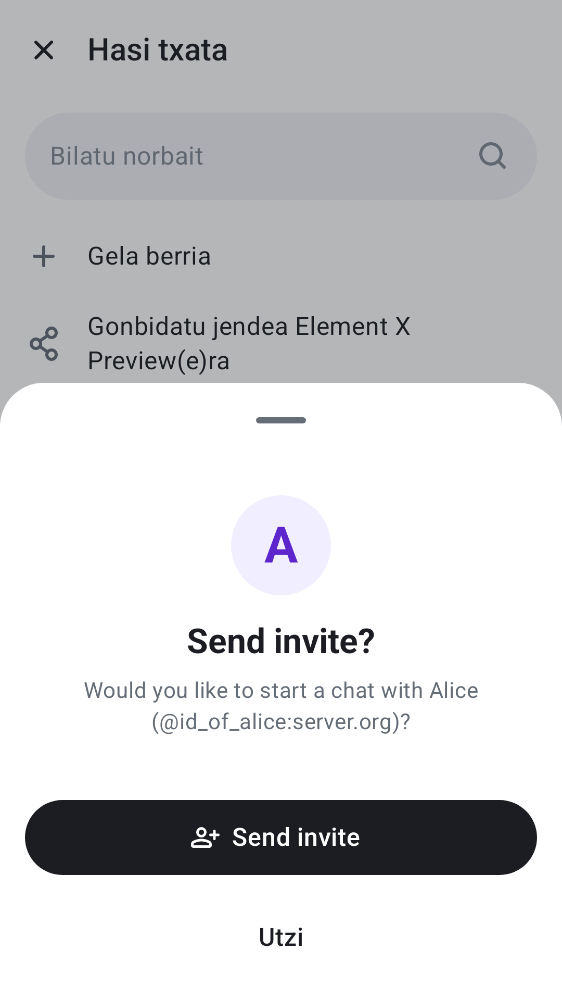 Hasi txata
Bilatu norbait
Gela berria
Gonbidatu jendea Element X
Preview(e)ra
A
Send invite?
Would you like to start a chat with Alice
(@id_of_alice:server.org)?
Send invite
Utzi